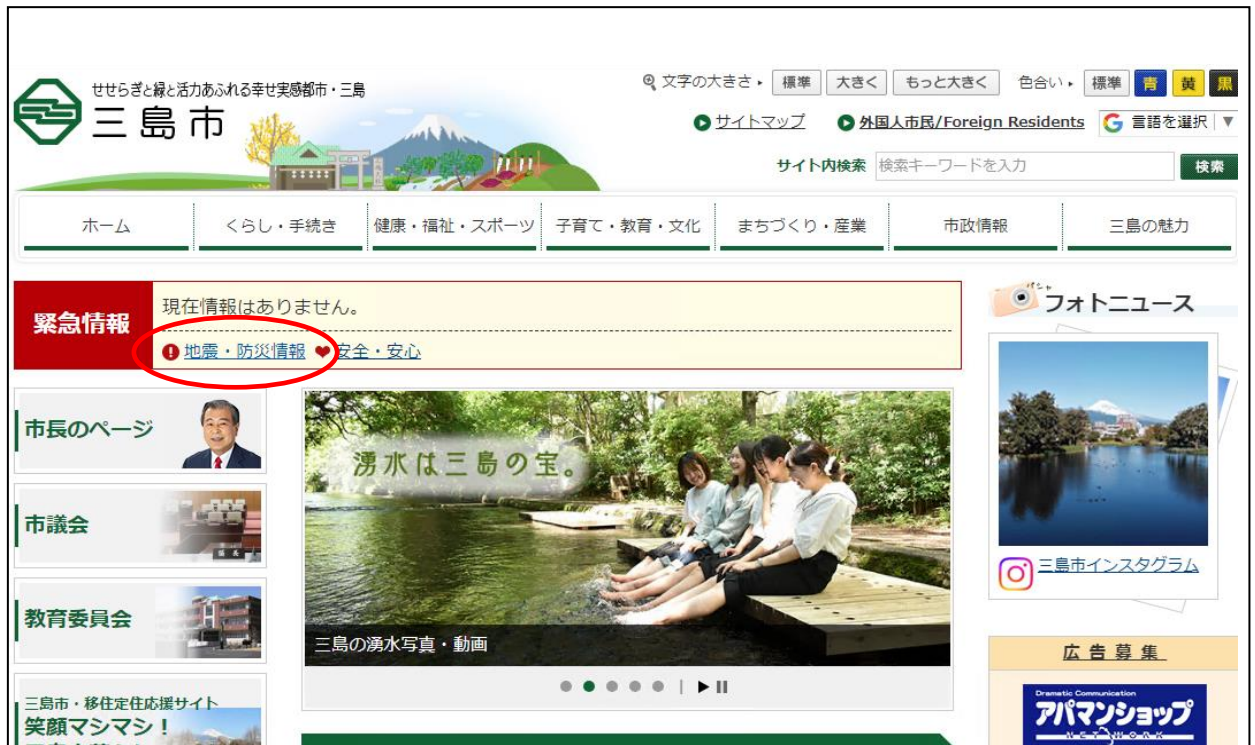 せせらぎと緑と活力あふれる幸せ実感都市・三島
三島市
文字の大きさ 標準 大きく もっと大きく 色合い 標準 青 黄 黒
サイトマップ 外国人市民/Foreign Residents 言語を選択 ▼
サイト内検索 検索キーワードを入力 検索
ホーム くらし・手続き 健康・福祉・スポーツ 子育て・教育・文化 まちづくり・産業 市政情報 三島の魅力
緊急情報
現在情報はありません。
地震・防災情報 安全・安心
パシャ
フォトニュース
市長のページ
湧水は三島の宝。
市議会
三島市インスタグラム
教育委員会
三島の湧水写真・動画
広告募集
三島市・移住定住応援サイト
笑顔マシマシ！
Dramatic Communication
アパマンショップ
NETWORK